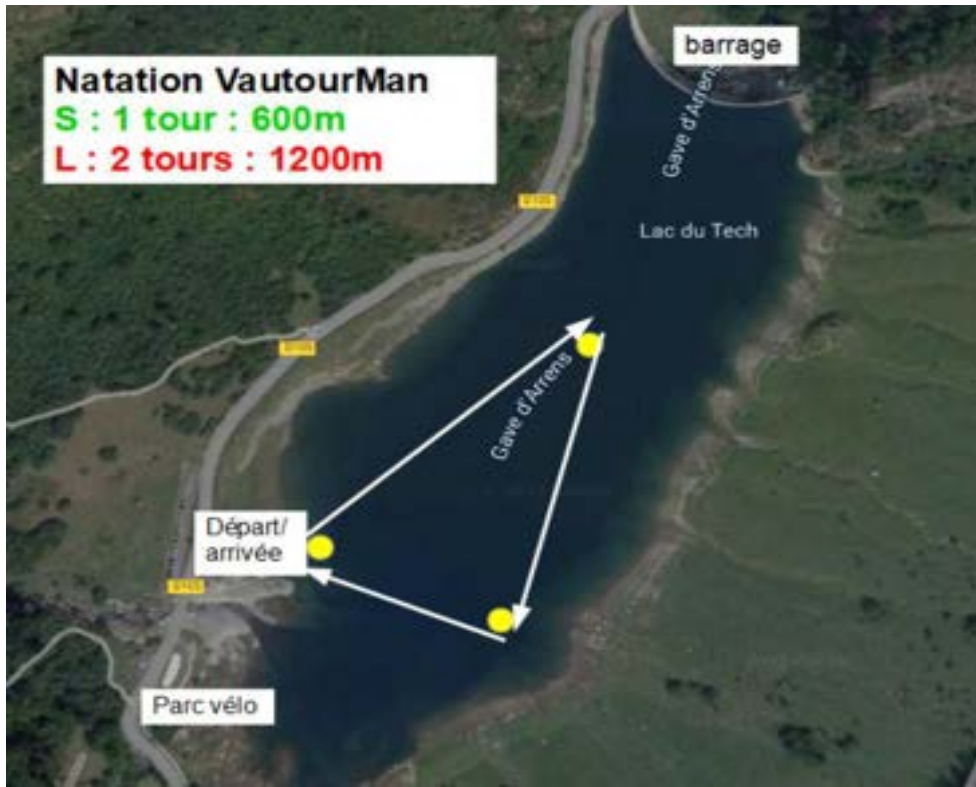 Natation VautourMan
S : 1 tour : 600m
L : 2 tours : 1200m
barrage
Gave d'Arrens
Lac du Tech
Gave d'Arrens
Départ/
arrivée
Parc vélo